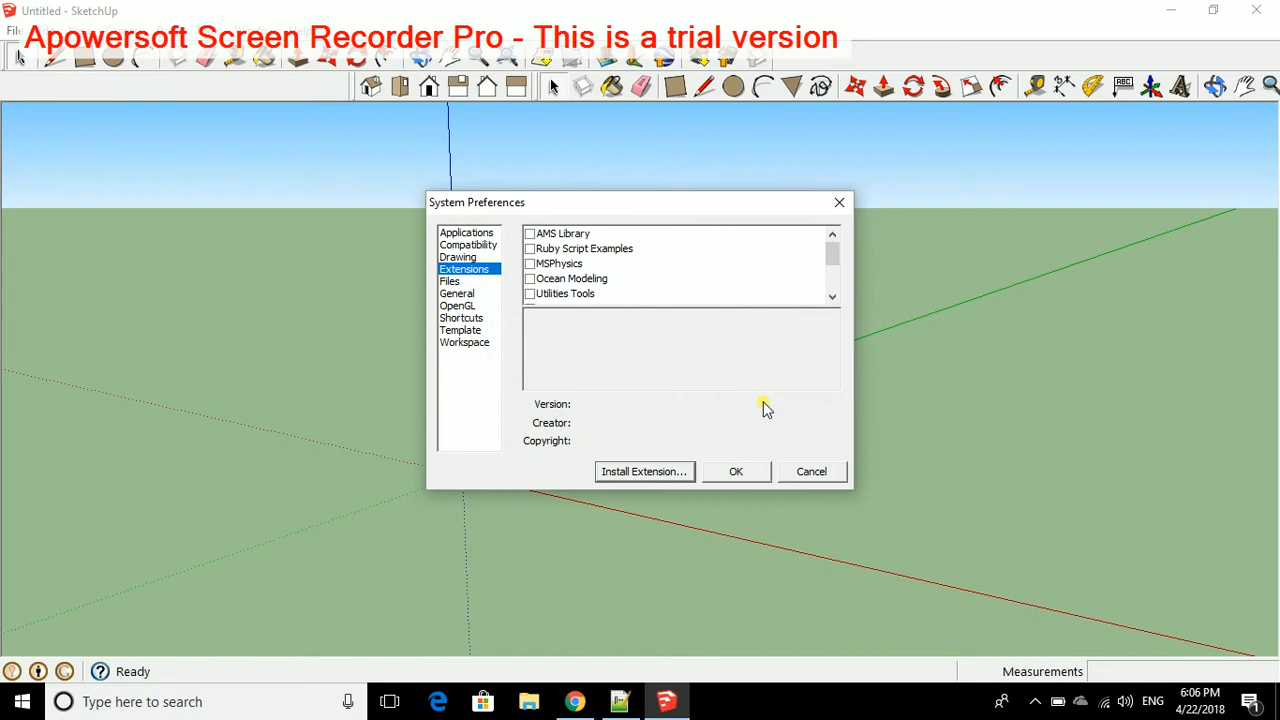 Untitled - SketchUp
Apowersoft Screen Recorder Pro - This is a trial version
ABC
System Preferences
Applications
Compatibility
Drawing
Extensions
Files
General
OpenGL
Shortcuts
Template
Workspace
AMS Library
Ruby Script Examples
MSPhysics
Ocean Modeling
Utilities Tools
Version:
Creator:
Copyright:
Install Extension...
OK
Cancel
Ready
Measurements
Type here to search
ENG
6:06 PM
4/22/2018
1